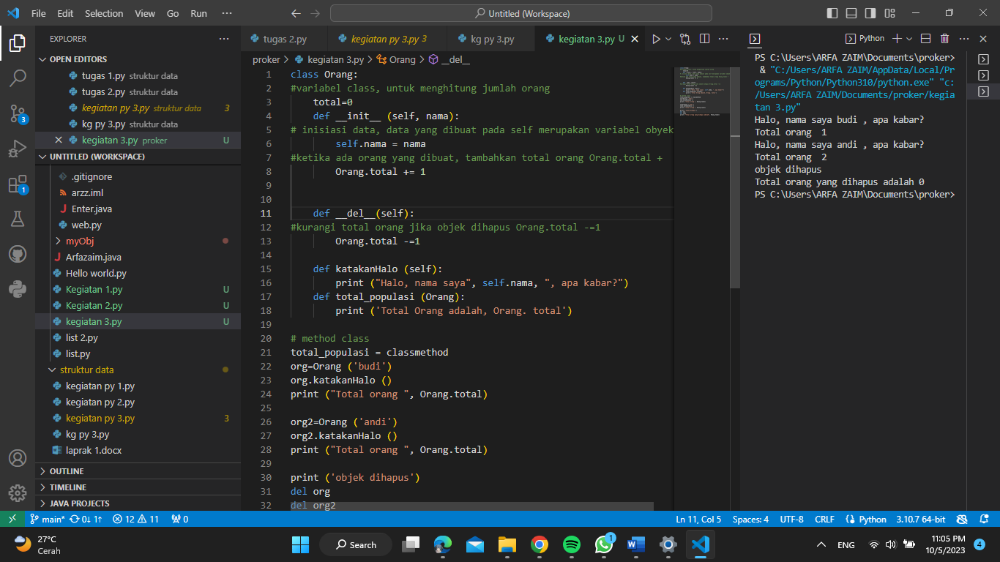 File Edit Selection View Go Run ···
Untitled (Workspace)
EXPLORER ···
OPEN EDITORS
tugas 1.py struktur data
tugas 2.py struktur data
kegiatan py 3.py struktur data 3
kg py 3.py struktur data
kegiatan 3.py proker U
UNTITLED (WORKSPACE)
.gitignore
arzz.iml
Enter.java
web.py
myObj
Arfazaim.java
Hello world.py
Kegiatan 1.py U
Kegiatan 2.py U
kegiatan 3.py U
list 2.py
list.py
struktur data
kegiatan py 1.py
kegiatan py 2.py
kegiatan py 3.py 3
kg py 3.py
laprak 1.docx
OUTLINE
TIMELINE
JAVA PROJECTS
3
1
tugas 2.py kegiatan py 3.py 3 kg py 3.py kegiatan 3.py U
proker > kegiatan 3.py > Orang > __del__
1 class Orang:
2 #variabel class, untuk menghitung jumlah orang
3 total=0
4 def __init__ (self, nama):
5 # inisiasi data, data yang dibuat pada self merupakan variabel obyek
6 self.nama = nama
7 #ketika ada orang yang dibuat, tambahkan total orang Orang.total +
8 Orang.total += 1
9
10
11 def __del__(self):
12 #kurangi total orang jika objek dihapus Orang.total -=1
13 Orang.total -=1
14
15 def katakanHalo (self):
16 print ("Halo, nama saya", self.nama, ", apa kabar?")
17 def total_populasi (Orang):
18 print ('Total Orang adalah, Orang. total')
19
20 # method class
21 total_populasi = classmethod
22 org=Orang ('budi')
23 org.katakanHalo ()
24 print ("Total orang ", Orang.total)
25
26 org2=Orang ('andi')
27 org2.katakanHalo ()
28 print ("Total orang ", Orang.total)
29
30 print ('objek dihapus')
31 del org
32 del org2
Python
PS C:\Users\ARFA ZAIM\Documents\proker>
& "C:/Users/ARFA ZAIM/AppData/Local/Pr
ograms/Python/Python310/python.exe" "c:
/Users/ARFA ZAIM/Documents/proker/kegia
tan 3.py"
Halo, nama saya budi , apa kabar?
Total orang  1
Halo, nama saya andi , apa kabar?
Total orang  2
objek dihapus
Total orang yang dihapus adalah 0
PS C:\Users\ARFA ZAIM\Documents\proker>
main* 0↓ 1↑ 12 11 0 Ln 11, Col 5 Spaces: 4 UTF-8 CRLF Python 3.10.7 64-bit
27°C
Cerah
Search
1
ENG
11:05 PM
10/5/2023
4